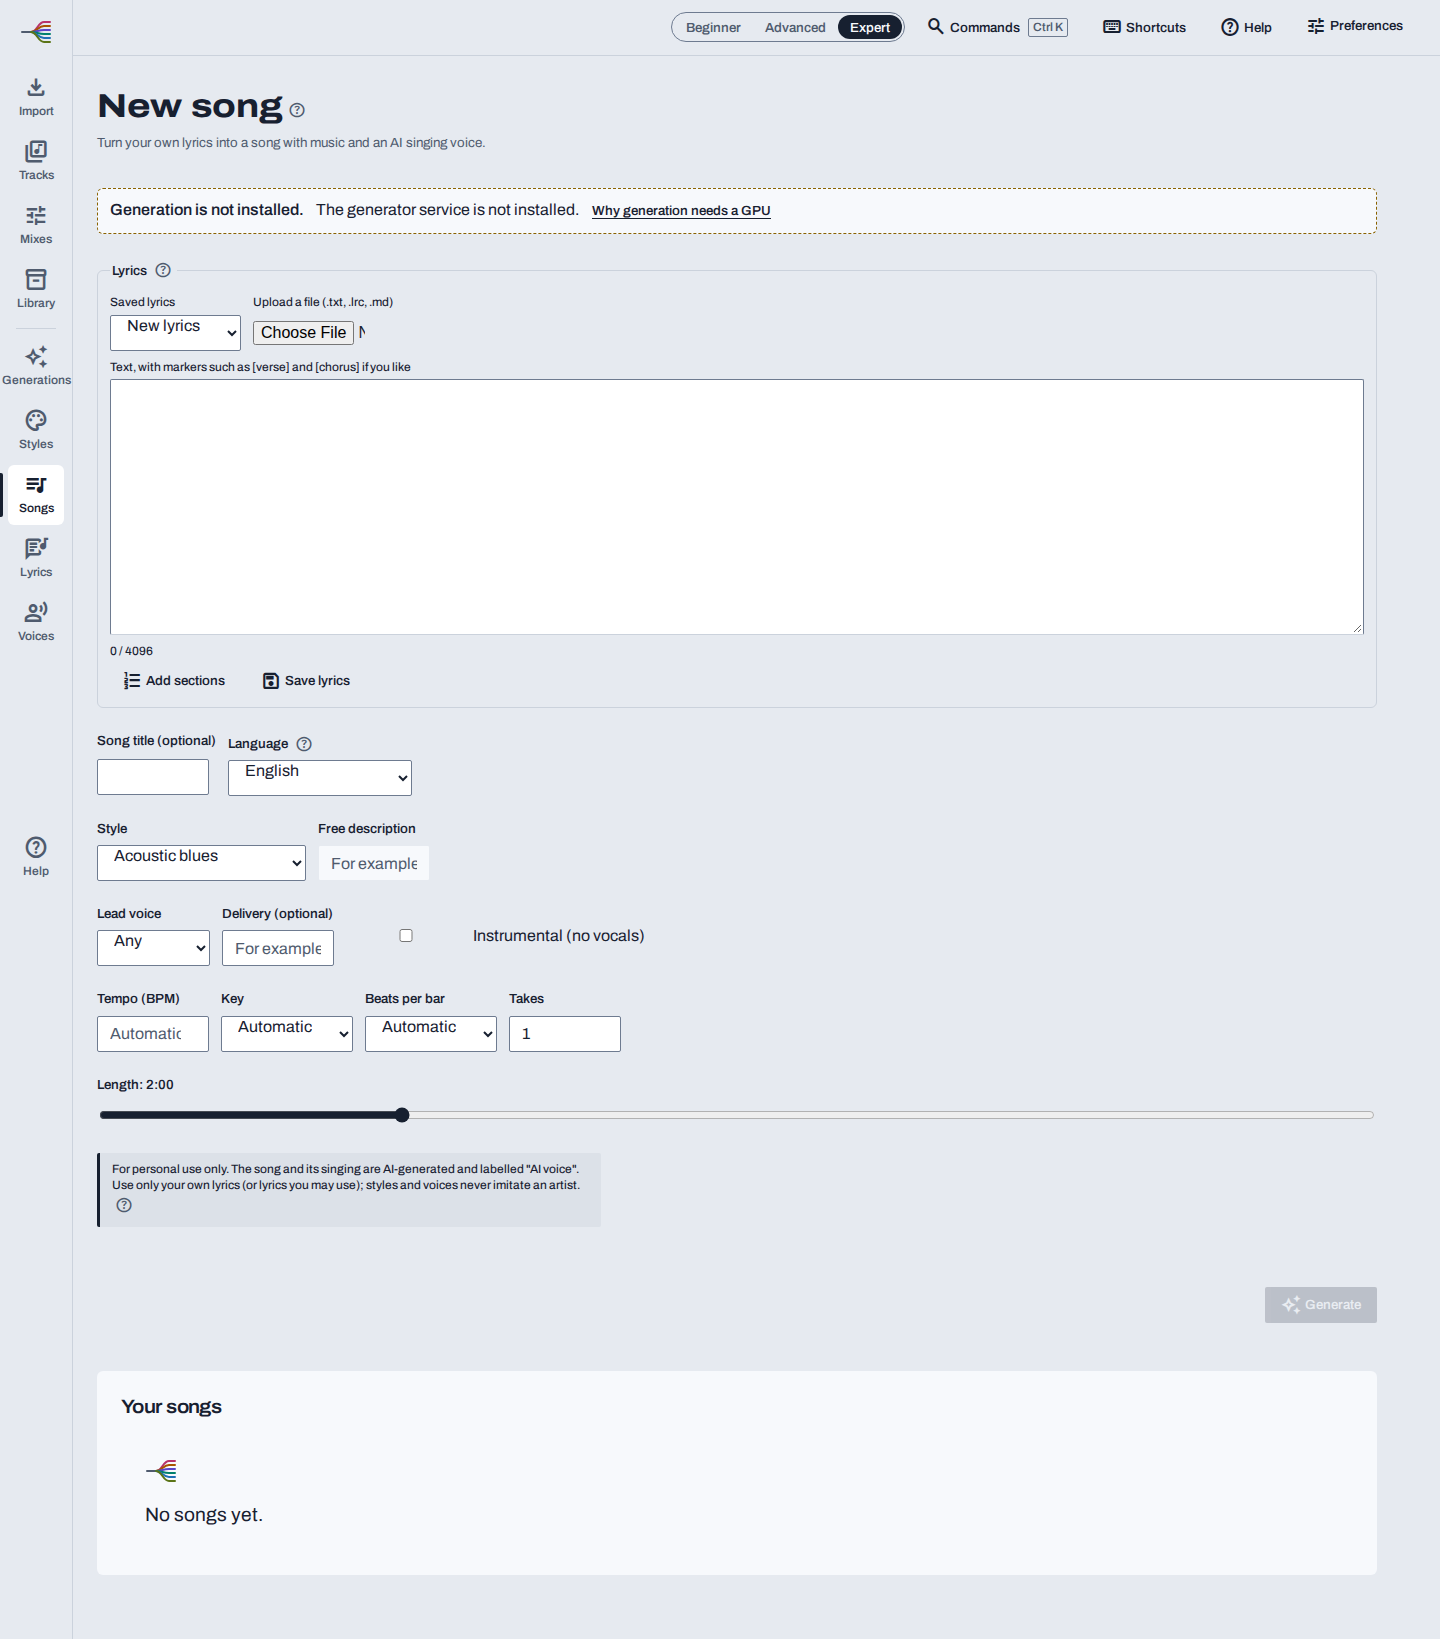 Beginner Advanced Expert Commands Ctrl K Shortcuts Help Preferences
Import
Tracks
Mixes
Library
Generations
Styles
Songs
Lyrics
Voices
Help
New song
Turn your own lyrics into a song with music and an AI singing voice.
Generation is not installed. The generator service is not installed. Why generation needs a GPU
Lyrics
Saved lyrics Upload a file (.txt, .lrc, .md)
New lyrics Choose File
Text, with markers such as [verse] and [chorus] if you like
0 / 4096
Add sections Save lyrics
Song title (optional) Language
English
Style Free description
Acoustic blues For example
Lead voice Delivery (optional)
Any For example Instrumental (no vocals)
Tempo (BPM) Key Beats per bar Takes
Automatic Automatic Automatic 1
Length: 2:00
For personal use only. The song and its singing are AI-generated and labelled "AI voice".
Use only your own lyrics (or lyrics you may use); styles and voices never imitate an artist.
Generate
Your songs
No songs yet.